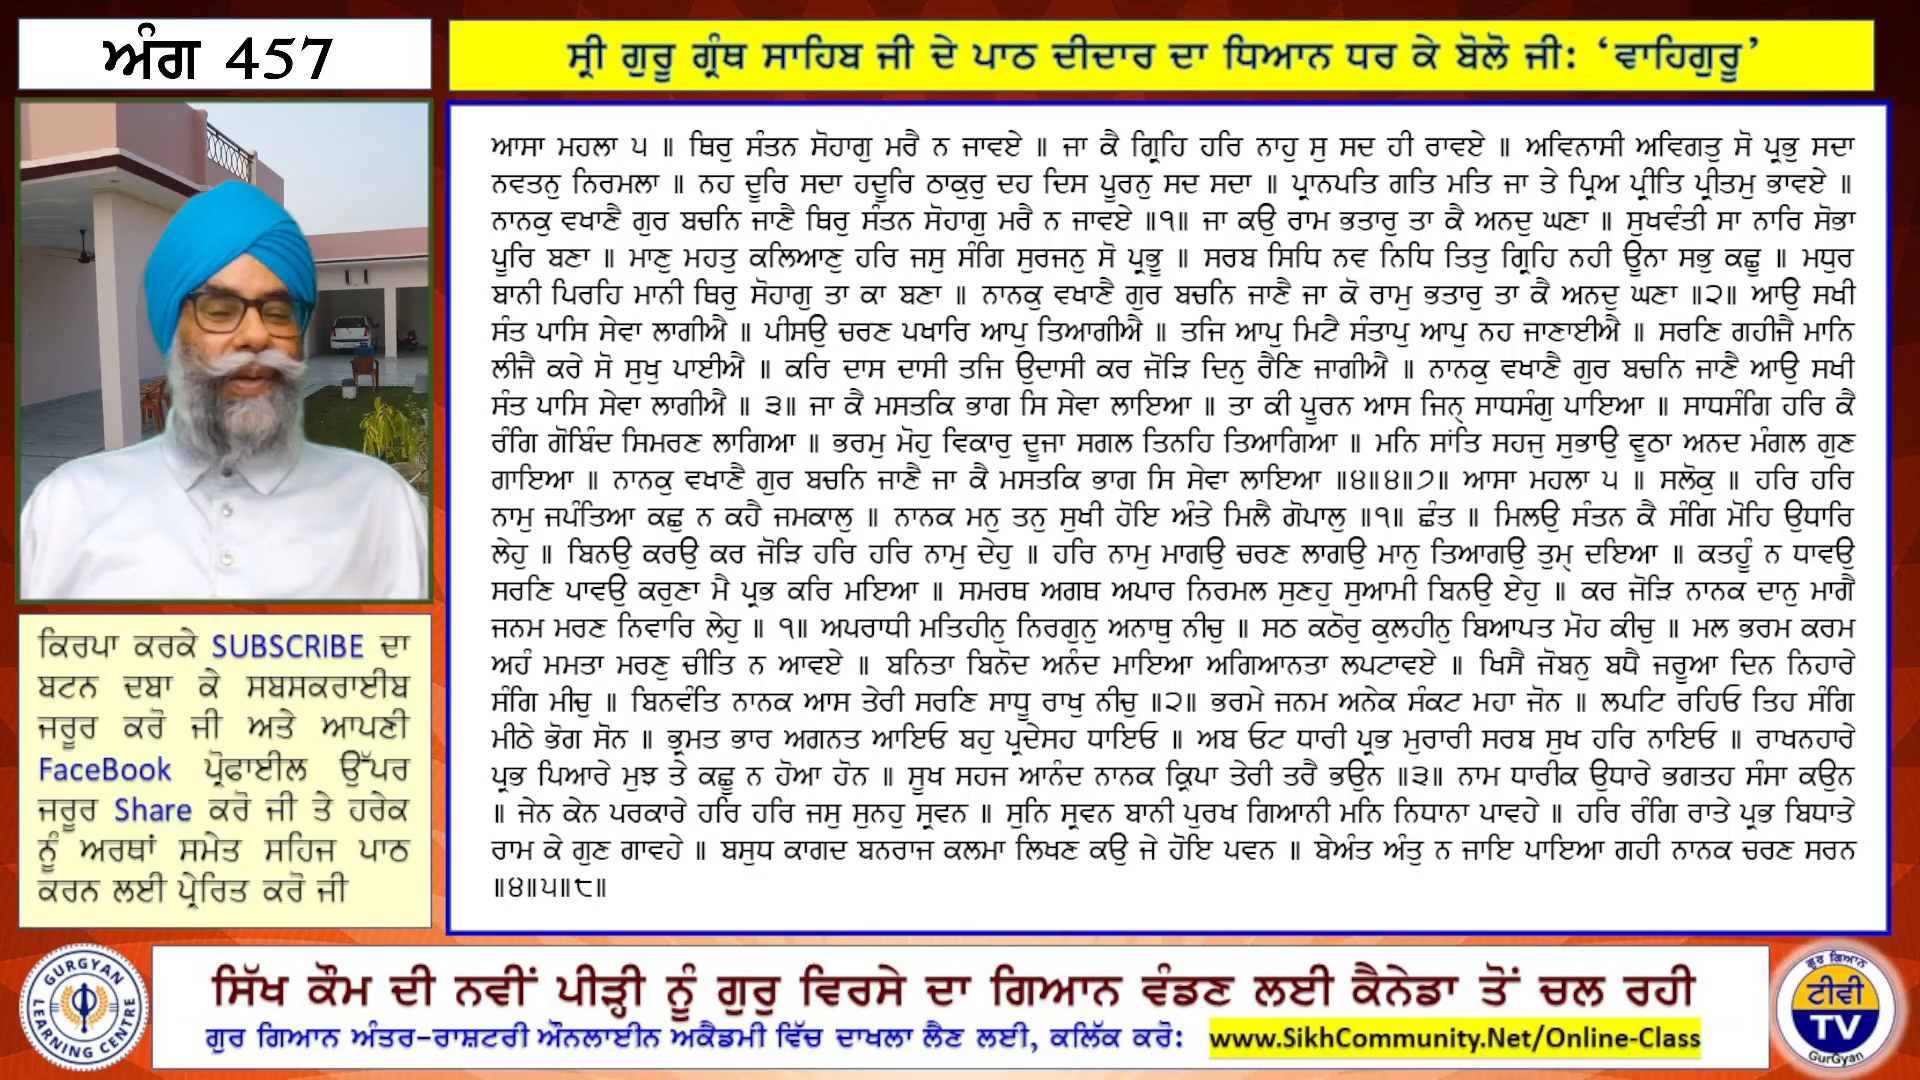 ਅੰਗ 457
ਸ੍ਰੀ ਗੁਰੂ ਗ੍ਰੰਥ ਸਾਹਿਬ ਜੀ ਦੇ ਪਾਠ ਦੀਦਾਰ ਦਾ ਧਿਆਨ ਧਰ ਕੇ ਬੋਲੋ ਜੀ: ‘ਵਾਹਿਗੁਰੂ’
ਆਸਾ ਮਹਲਾ ੫ ॥ ਥਿਰੁ ਸੰਤਨ ਸੋਹਾਗੁ ਮਰੈ ਨ ਜਾਵਏ ॥ ਜਾ ਕੈ ਗ੍ਰਿਹਿ ਹਰਿ ਨਾਹੁ ਸੁ ਸਦ ਹੀ ਰਾਵਏ ॥ ਅਵਿਨਾਸੀ ਅਵਿਗਤੁ ਸੋ ਪ੍ਰਭੁ ਸਦਾ
ਨਵਤਨੁ ਨਿਰਮਲਾ ॥ ਨਹ ਦੂਰਿ ਸਦਾ ਹਦੂਰਿ ਠਾਕੁਰੁ ਦਹ ਦਿਸ ਪੂਰਨੁ ਸਦ ਸਦਾ ॥ ਪ੍ਰਾਨਪਤਿ ਗਤਿ ਮਤਿ ਜਾ ਤੇ ਪ੍ਰਿਅ ਪ੍ਰੀਤਿ ਪ੍ਰੀਤਮੁ ਭਾਵਏ ॥
ਨਾਨਕੁ ਵਖਾਣੈ ਗੁਰ ਬਚਨਿ ਜਾਣੈ ਥਿਰੁ ਸੰਤਨ ਸੋਹਾਗੁ ਮਰੈ ਨ ਜਾਵਏ ॥੧॥ ਜਾ ਕਉ ਰਾਮ ਭਤਾਰੁ ਤਾ ਕੈ ਅਨਦੁ ਘਣਾ ॥ ਸੁਖਵੰਤੀ ਸਾ ਨਾਰਿ ਸੋਭਾ
ਪੂਰਿ ਬਣਾ ॥ ਮਾਣੁ ਮਹਤੁ ਕਲਿਆਣੁ ਹਰਿ ਜਸੁ ਸੰਗਿ ਸੁਰਜਨੁ ਸੋ ਪ੍ਰਭੂ ॥ ਸਰਬ ਸਿਧਿ ਨਵ ਨਿਧਿ ਤਿਤੁ ਗ੍ਰਿਹਿ ਨਹੀ ਊਨਾ ਸਭੁ ਕਛੂ ॥ ਮਧੁਰ
ਬਾਨੀ ਪਿਰਹਿ ਮਾਨੀ ਥਿਰੁ ਸੋਹਾਗੁ ਤਾ ਕਾ ਬਣਾ ॥ ਨਾਨਕੁ ਵਖਾਣੈ ਗੁਰ ਬਚਨਿ ਜਾਣੈ ਜਾ ਕੋ ਰਾਮੁ ਭਤਾਰੁ ਤਾ ਕੈ ਅਨਦੁ ਘਣਾ ॥੨॥ ਆਉ ਸਖੀ
ਸੰਤ ਪਾਸਿ ਸੇਵਾ ਲਾਗੀਐ ॥ ਪੀਸਉ ਚਰਣ ਪਖਾਰਿ ਆਪੁ ਤਿਆਗੀਐ ॥ ਤਜਿ ਆਪੁ ਮਿਟੈ ਸੰਤਾਪੁ ਆਪੁ ਨਹ ਜਾਣਾਈਐ ॥ ਸਰਣਿ ਗਹੀਜੈ ਮਾਨਿ
ਲੀਜੈ ਕਰੇ ਸੋ ਸੁਖੁ ਪਾਈਐ ॥ ਕਰਿ ਦਾਸ ਦਾਸੀ ਤਜਿ ਉਦਾਸੀ ਕਰ ਜੋੜਿ ਦਿਨੁ ਰੈਣਿ ਜਾਗੀਐ ॥ ਨਾਨਕੁ ਵਖਾਣੈ ਗੁਰ ਬਚਨਿ ਜਾਣੈ ਆਉ ਸਖੀ
ਸੰਤ ਪਾਸਿ ਸੇਵਾ ਲਾਗੀਐ ॥ ੩॥ ਜਾ ਕੈ ਮਸਤਕਿ ਭਾਗ ਸਿ ਸੇਵਾ ਲਾਇਆ ॥ ਤਾ ਕੀ ਪੂਰਨ ਆਸ ਜਿਨੑ ਸਾਧਸੰਗੁ ਪਾਇਆ ॥ ਸਾਧਸੰਗਿ ਹਰਿ ਕੈ
ਰੰਗਿ ਗੋਬਿੰਦ ਸਿਮਰਣ ਲਾਗਿਆ ॥ ਭਰਮੁ ਮੋਹੁ ਵਿਕਾਰੁ ਦੂਜਾ ਸਗਲ ਤਿਨਹਿ ਤਿਆਗਿਆ ॥ ਮਨਿ ਸਾਂਤਿ ਸਹਜੁ ਸੁਭਾਉ ਵੂਠਾ ਅਨਦ ਮੰਗਲ ਗੁਣ
ਗਾਇਆ ॥ ਨਾਨਕੁ ਵਖਾਣੈ ਗੁਰ ਬਚਨਿ ਜਾਣੈ ਜਾ ਕੈ ਮਸਤਕਿ ਭਾਗ ਸਿ ਸੇਵਾ ਲਾਇਆ ॥੪॥੪॥੭॥ ਆਸਾ ਮਹਲਾ ੫ ॥ ਸਲੋਕੁ ॥ ਹਰਿ ਹਰਿ
ਨਾਮੁ ਜਪੰਤਿਆ ਕਛੁ ਨ ਕਹੈ ਜਮਕਾਲੁ ॥ ਨਾਨਕ ਮਨੁ ਤਨੁ ਸੁਖੀ ਹੋਇ ਅੰਤੇ ਮਿਲੈ ਗੋਪਾਲੁ ॥੧॥ ਛੰਤ ॥ ਮਿਲਉ ਸੰਤਨ ਕੈ ਸੰਗਿ ਮੋਹਿ ਉਧਾਰਿ
ਲੇਹੁ ॥ ਬਿਨਉ ਕਰਉ ਕਰ ਜੋੜਿ ਹਰਿ ਹਰਿ ਨਾਮੁ ਦੇਹੁ ॥ ਹਰਿ ਨਾਮੁ ਮਾਗਉ ਚਰਣ ਲਾਗਉ ਮਾਨੁ ਤਿਆਗਉ ਤੁਮੑ ਦਇਆ ॥ ਕਤਹੂੰ ਨ ਧਾਵਉ
ਸਰਣਿ ਪਾਵਉ ਕਰੁਣਾ ਮੈ ਪ੍ਰਭ ਕਰਿ ਮਇਆ ॥ ਸਮਰਥ ਅਗਥ ਅਪਾਰ ਨਿਰਮਲ ਸੁਣਹੁ ਸੁਆਮੀ ਬਿਨਉ ਏਹੁ ॥ ਕਰ ਜੋੜਿ ਨਾਨਕ ਦਾਨੁ ਮਾਗੈ
ਜਨਮ ਮਰਣ ਨਿਵਾਰਿ ਲੇਹੁ ॥ ੧॥ ਅਪਰਾਧੀ ਮਤਿਹੀਨੁ ਨਿਰਗੁਨੁ ਅਨਾਥੁ ਨੀਚੁ ॥ ਸਠ ਕਠੋਰੁ ਕੁਲਹੀਨੁ ਬਿਆਪਤ ਮੋਹ ਕੀਚੁ ॥ ਮਲ ਭਰਮ ਕਰਮ
ਅਹੰ ਮਮਤਾ ਮਰਣੁ ਚੀਤਿ ਨ ਆਵਏ ॥ ਬਨਿਤਾ ਬਿਨੋਦ ਅਨੰਦ ਮਾਇਆ ਅਗਿਆਨਤਾ ਲਪਟਾਵਏ ॥ ਖਿਸੈ ਜੋਬਨੁ ਬਧੈ ਜਰੂਆ ਦਿਨ ਨਿਹਾਰੇ
ਸੰਗਿ ਮੀਚੁ ॥ ਬਿਨਵੰਤਿ ਨਾਨਕ ਆਸ ਤੇਰੀ ਸਰਣਿ ਸਾਧੂ ਰਾਖੁ ਨੀਚੁ ॥੨॥ ਭਰਮੇ ਜਨਮ ਅਨੇਕ ਸੰਕਟ ਮਹਾ ਜੋਨ ॥ ਲਪਟਿ ਰਹਿਓ ਤਿਹ ਸੰਗਿ
ਮੀਠੇ ਭੋਗ ਸੋਨ ॥ ਭ੍ਰਮਤ ਭਾਰ ਅਗਨਤ ਆਇਓ ਬਹੁ ਪ੍ਰਦੇਸਹ ਧਾਇਓ ॥ ਅਬ ਓਟ ਧਾਰੀ ਪ੍ਰਭ ਮੁਰਾਰੀ ਸਰਬ ਸੁਖ ਹਰਿ ਨਾਇਓ ॥ ਰਾਖਨਹਾਰੇ
ਪ੍ਰਭ ਪਿਆਰੇ ਮੁਝ ਤੇ ਕਛੂ ਨ ਹੋਆ ਹੋਨ ॥ ਸੂਖ ਸਹਜ ਆਨੰਦ ਨਾਨਕ ਕ੍ਰਿਪਾ ਤੇਰੀ ਤਰੈ ਭਉਨ ॥੩॥ ਨਾਮ ਧਾਰੀਕ ਉਧਾਰੇ ਭਗਤਹ ਸੰਸਾ ਕਉਨ
॥ ਜੇਨ ਕੇਨ ਪਰਕਾਰੇ ਹਰਿ ਹਰਿ ਜਸੁ ਸੁਨਹੁ ਸ੍ਰਵਨ ॥ ਸੁਨਿ ਸ੍ਰਵਨ ਬਾਨੀ ਪੁਰਖ ਗਿਆਨੀ ਮਨਿ ਨਿਧਾਨਾ ਪਾਵਹੇ ॥ ਹਰਿ ਰੰਗਿ ਰਾਤੇ ਪ੍ਰਭ ਬਿਧਾਤੇ
ਰਾਮ ਕੇ ਗੁਣ ਗਾਵਹੇ ॥ ਬਸੁਧ ਕਾਗਦ ਬਨਰਾਜ ਕਲਮਾ ਲਿਖਣ ਕਉ ਜੇ ਹੋਇ ਪਵਨ ॥ ਬੇਅੰਤ ਅੰਤੁ ਨ ਜਾਇ ਪਾਇਆ ਗਹੀ ਨਾਨਕ ਚਰਣ ਸਰਨ
॥੪॥੫॥੮॥
ਕਿਰਪਾ ਕਰਕੇ SUBSCRIBE ਦਾ
ਬਟਨ ਦਬਾ ਕੇ ਸਬਸਕਰਾਈਬ
ਜਰੂਰ ਕਰੋ ਜੀ ਅਤੇ ਆਪਣੀ
FaceBook ਪ੍ਰੋਫਾਈਲ ਉੱਪਰ
ਜਰੂਰ Share ਕਰੋ ਜੀ ਤੇ ਹਰੇਕ
ਨੂੰ ਅਰਥਾਂ ਸਮੇਤ ਸਹਿਜ ਪਾਠ
ਕਰਨ ਲਈ ਪ੍ਰੇਰਿਤ ਕਰੋ ਜੀ
GURGYAN LEARNING CENTRE
ਸਿੱਖ ਕੌਮ ਦੀ ਨਵੀਂ ਪੀੜ੍ਹੀ ਨੂੰ ਗੁਰੁ ਵਿਰਸੇ ਦਾ ਗਿਆਨ ਵੰਡਣ ਲਈ ਕੈਨੇਡਾ ਤੋਂ ਚਲ ਰਹੀ
ਗੁਰ ਗਿਆਨ ਅੰਤਰ-ਰਾਸ਼ਟਰੀ ਔਨਲਾਈਨ ਅਕੈਡਮੀ ਵਿੱਚ ਦਾਖਲਾ ਲੈਣ ਲਈ, ਕਲਿੱਕ ਕਰੋ: www.SikhCommunity.Net/Online-Class
ਗੁਰ ਗਿਆਨ
ਟੀਵੀ
TV
GurGyan